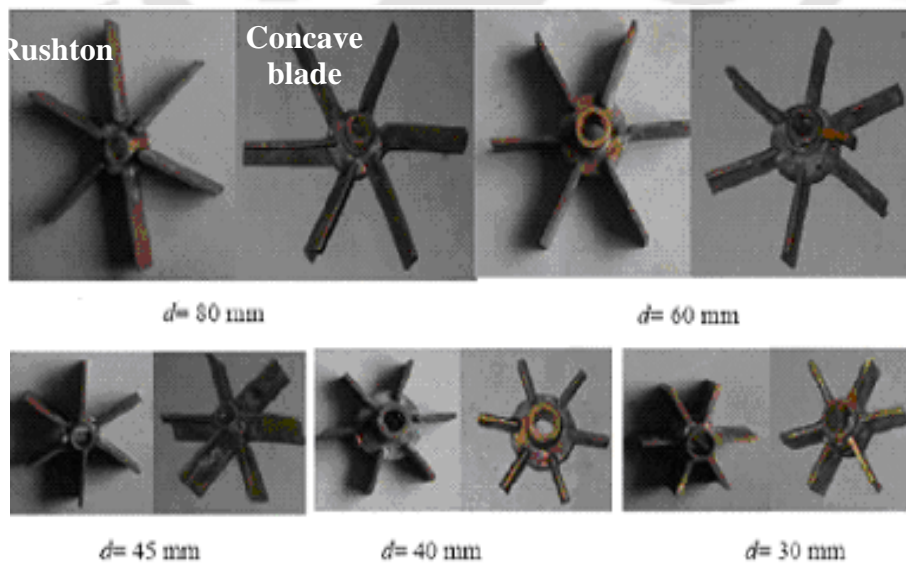 Rushton
Concave
blade
d= 80 mm
d= 60 mm
d= 45 mm
d= 40 mm
d= 30 mm